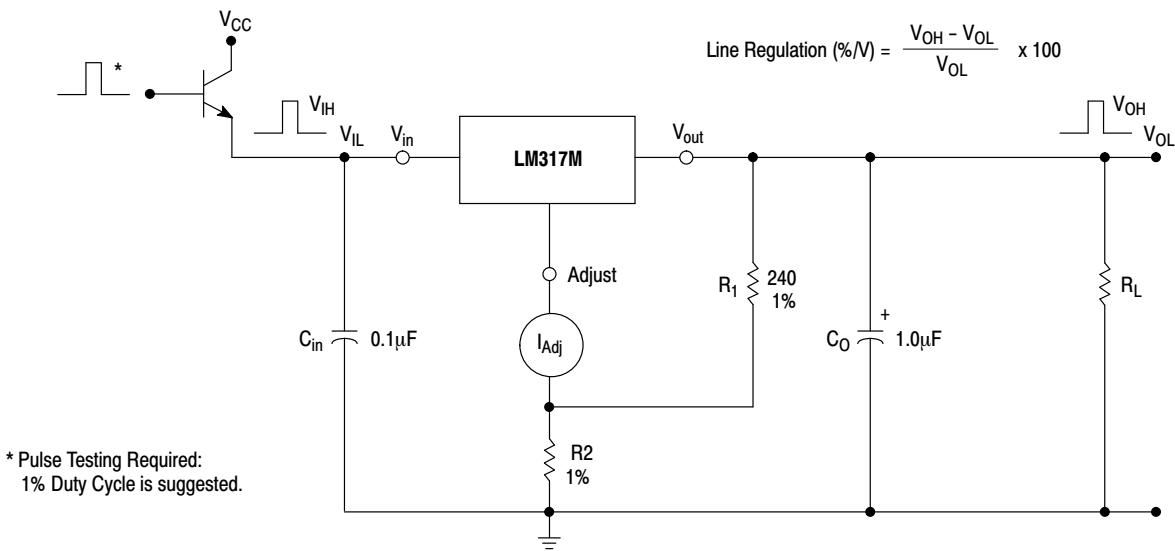 V_CC
Line Regulation (%/V) = V_OH – V_OL / V_OL x 100
*
V_IH
V_IL
V_in
LM317M
V_out
V_OH
V_OL
Adjust
R_1
240
1%
R_L
C_in
0.1μF
I_Adj
+
C_O
1.0μF
R2
1%
* Pulse Testing Required:
1% Duty Cycle is suggested.